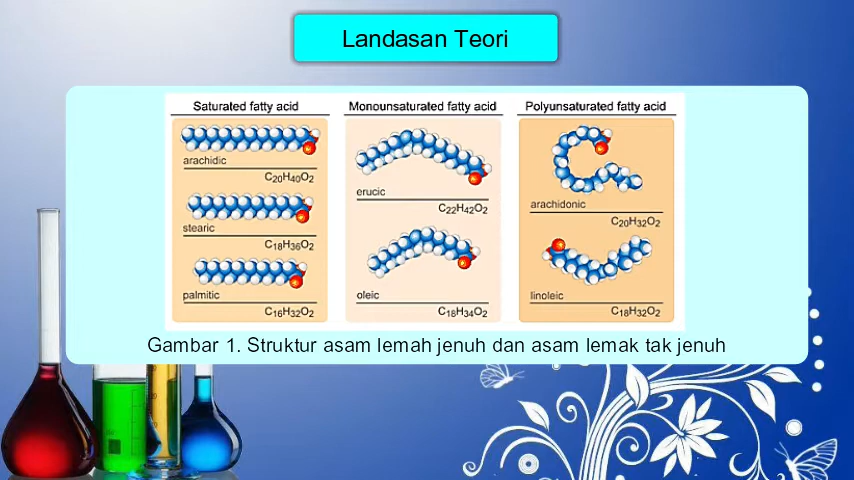 Landasan Teori
Saturated fatty acid
arachidic
C20H40O2
stearic
C18H36O2
palmitic
C16H32O2
Monounsaturated fatty acid
erucic
C22H42O2
oleic
C18H34O2
Polyunsaturated fatty acid
arachidonic
C20H32O2
linoleic
C18H32O2
Gambar 1. Struktur asam lemah jenuh dan asam lemak tak jenuh